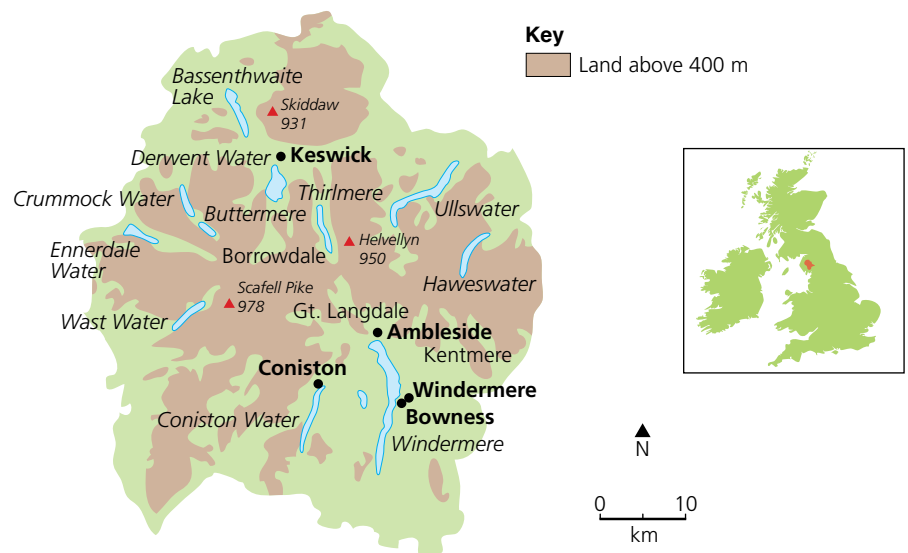 Key
Land above 400 m
Bassenthwaite
Lake
Skiddaw
931
Derwent Water
Keswick
Crummock Water
Buttermere
Thirlmere
Ullswater
Ennerdale
Water
Borrowdale
Helvellyn
950
Haweswater
Scafell Pike
978
Wast Water
Gt. Langdale
Ambleside
Kentmere
Coniston
Windermere
Bowness
Coniston Water
Windermere
N
0 10
km